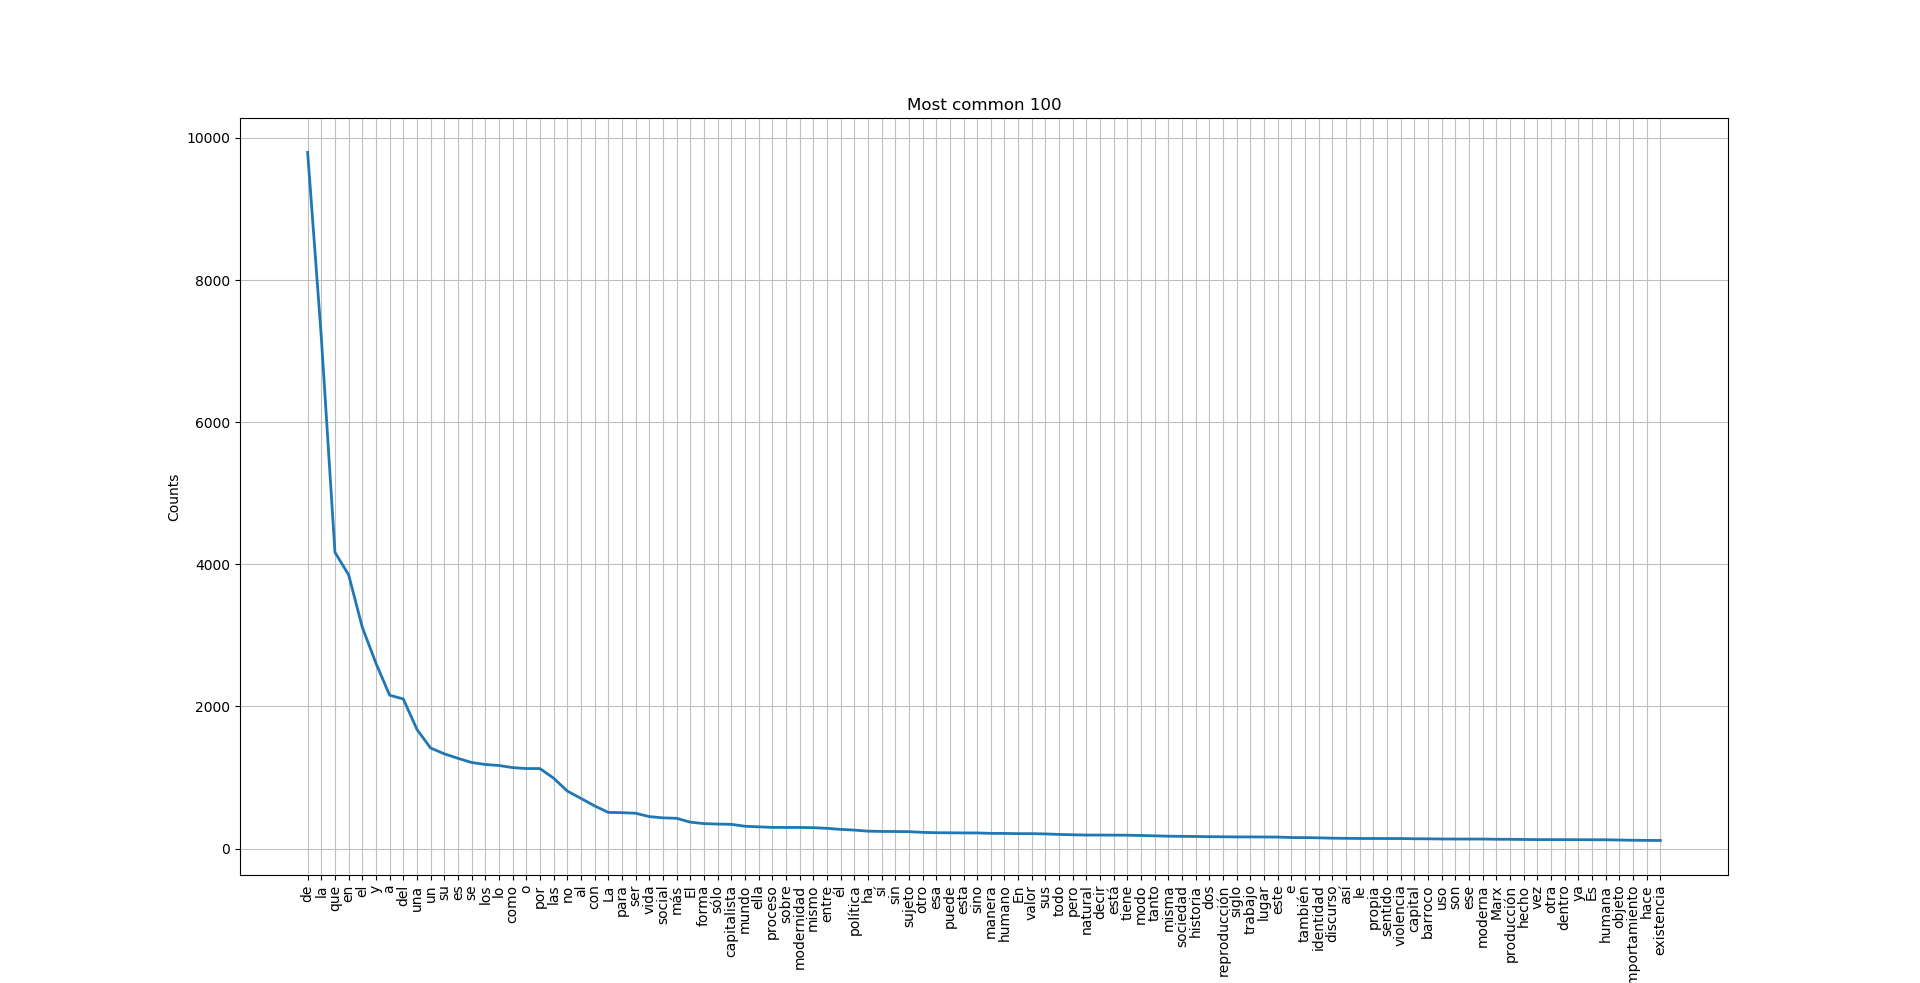 Most common 100
10000
8000
6000
4000
2000
0
Counts
de
la
que
en
el
y
a
del
una
un
su
es
se
los
lo
como
o
por
las
no
al
con
La
para
ser
vida
social
más
El
forma
sólo
capitalista
mundo
ella
proceso
sobre
modernidad
mismo
entre
él
política
ha
sí
sin
sujeto
otro
esa
puede
esta
sino
manera
humano
En
valor
sus
todo
pero
natural
decir
está
tiene
modo
tanto
misma
sociedad
historia
dos
reproducción
siglo
trabajo
lugar
este
e
también
identidad
discurso
así
le
propia
sentido
violencia
capital
barroco
uso
son
ese
moderna
Marx
producción
hecho
vez
otra
dentro
ya
Es
humana
objeto
mportamiento
hace
existencia